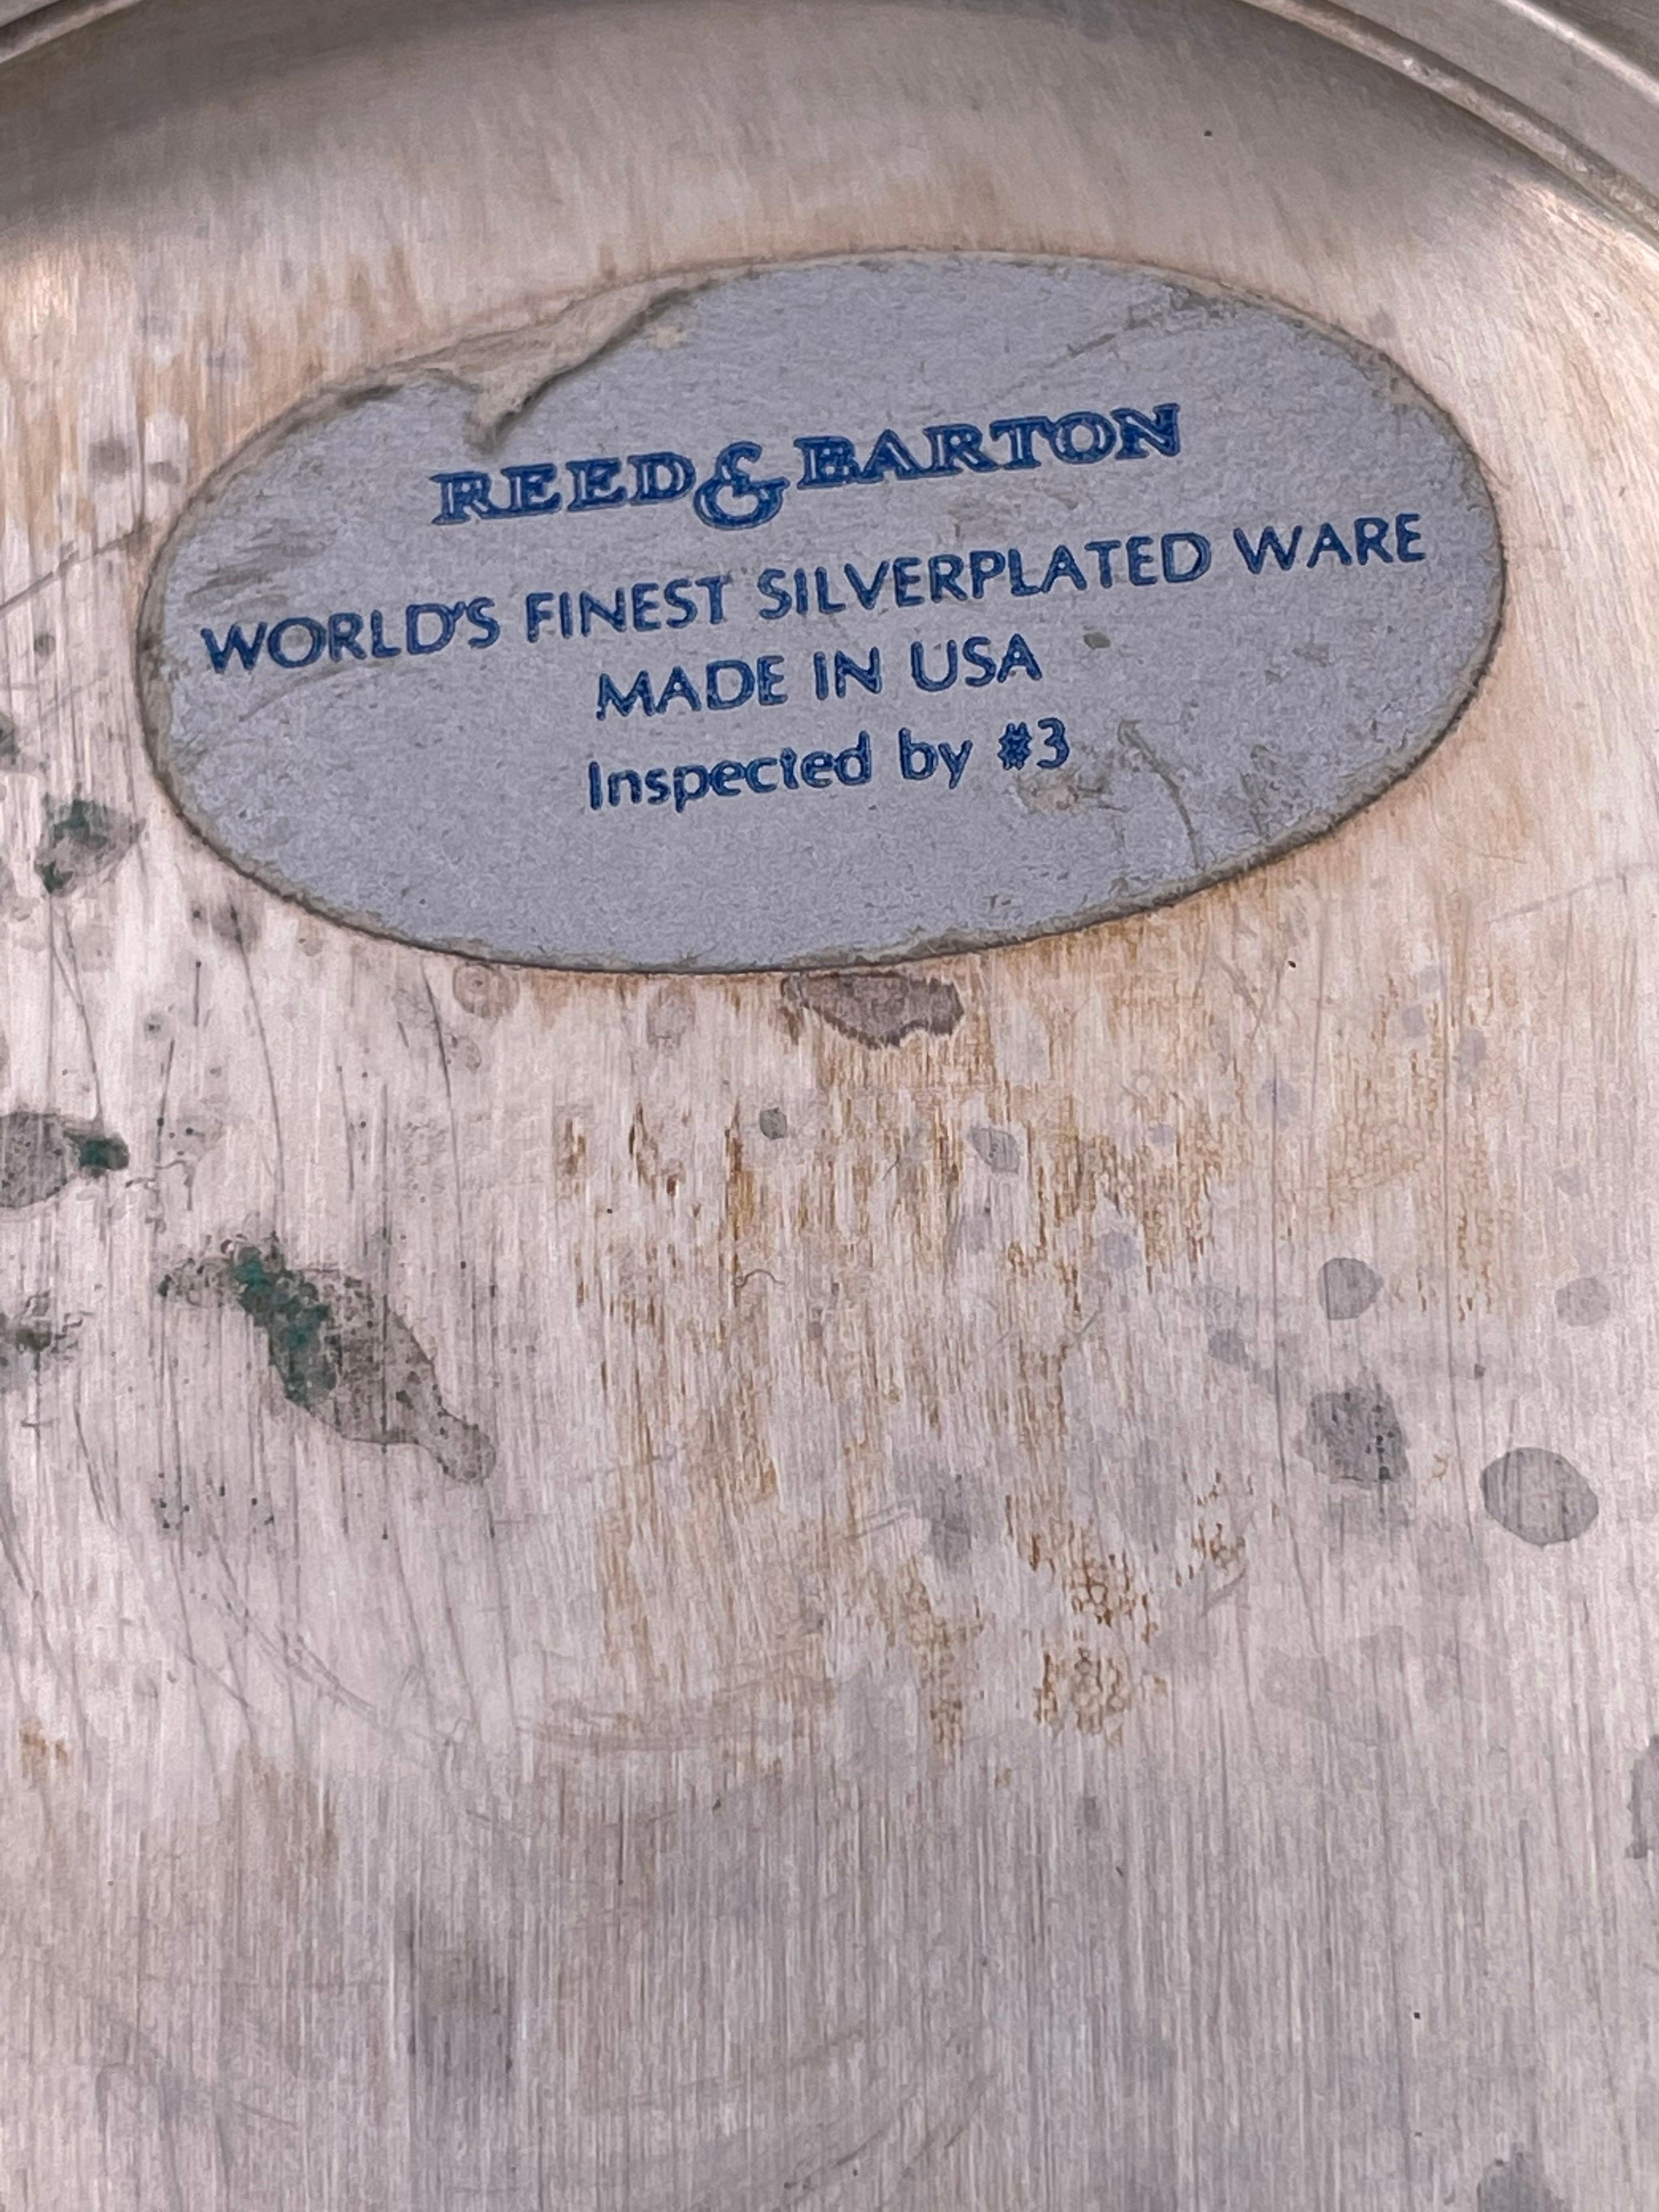 REED & BARTON
WORLD'S FINEST SILVERPLATED WARE
MADE IN USA
Inspected by #3